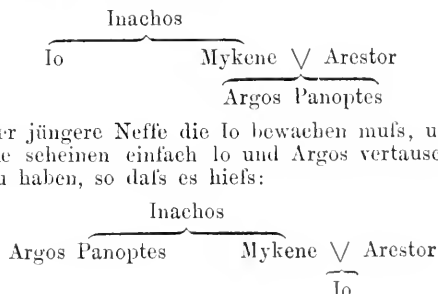 Inachos
Io Mykene ⋁ Arestor
Argos Panoptes
er jüngere Neffe die Io bewachen muſs, u
e scheinen einfach Io und Argos vertausc
u haben, so daſs es hieſs:
Inachos
Argos Panoptes Mykene ⋁ Arestor
Io